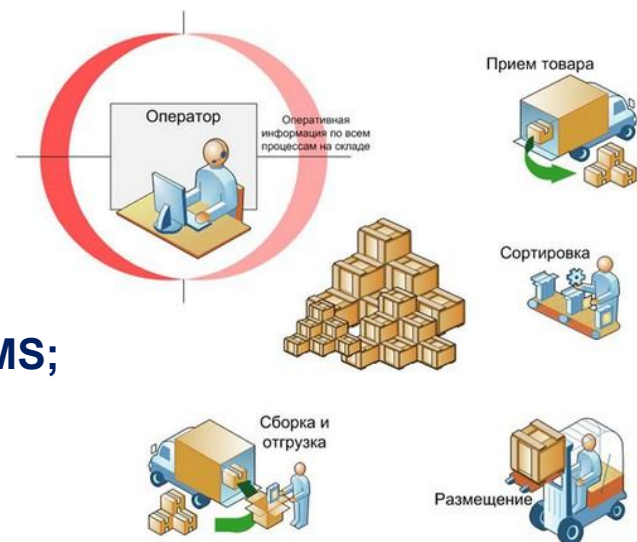 Прием товара
Оператор
Оперативная
информация по всем
процессам на складе
Сортировка
MS;
Сборка и
отгрузка
Размещение